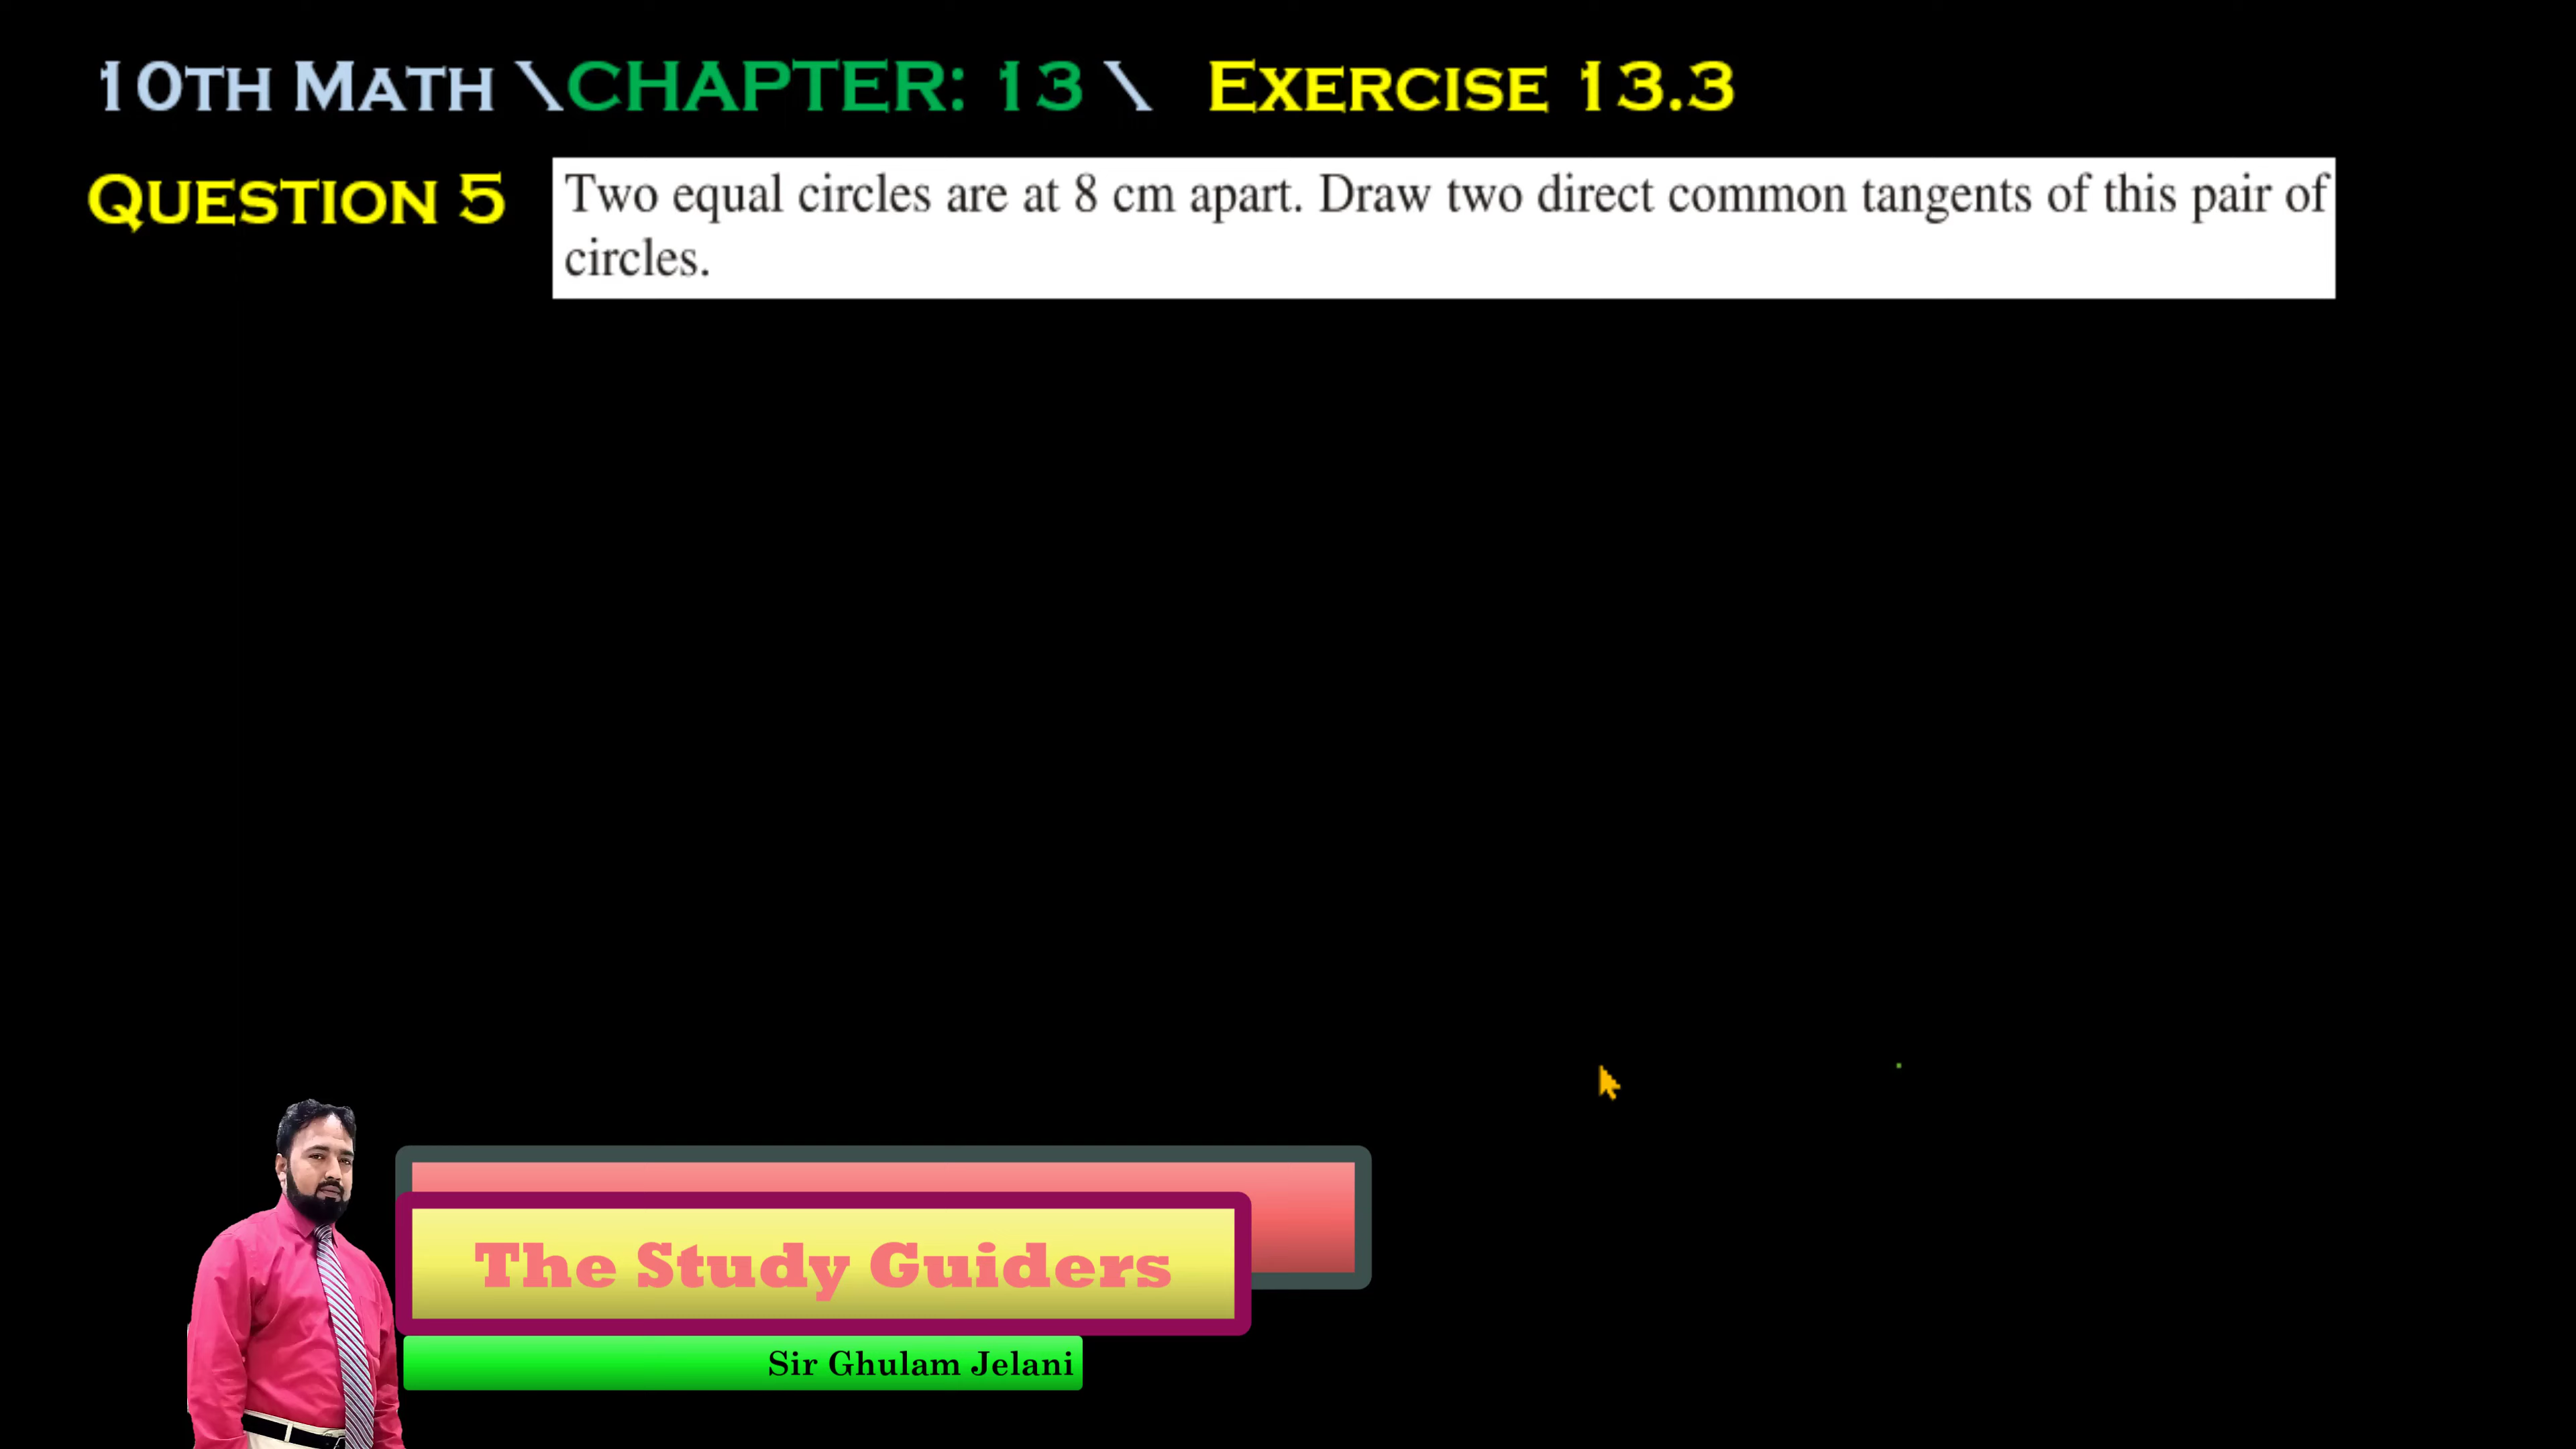 10TH MATH \CHAPTER: 13 \ EXERCISE 13.3
QUESTION 5
Two equal circles are at 8 cm apart. Draw two direct common tangents of this pair of
circles.
The Study Guiders
Sir Ghulam Jelani